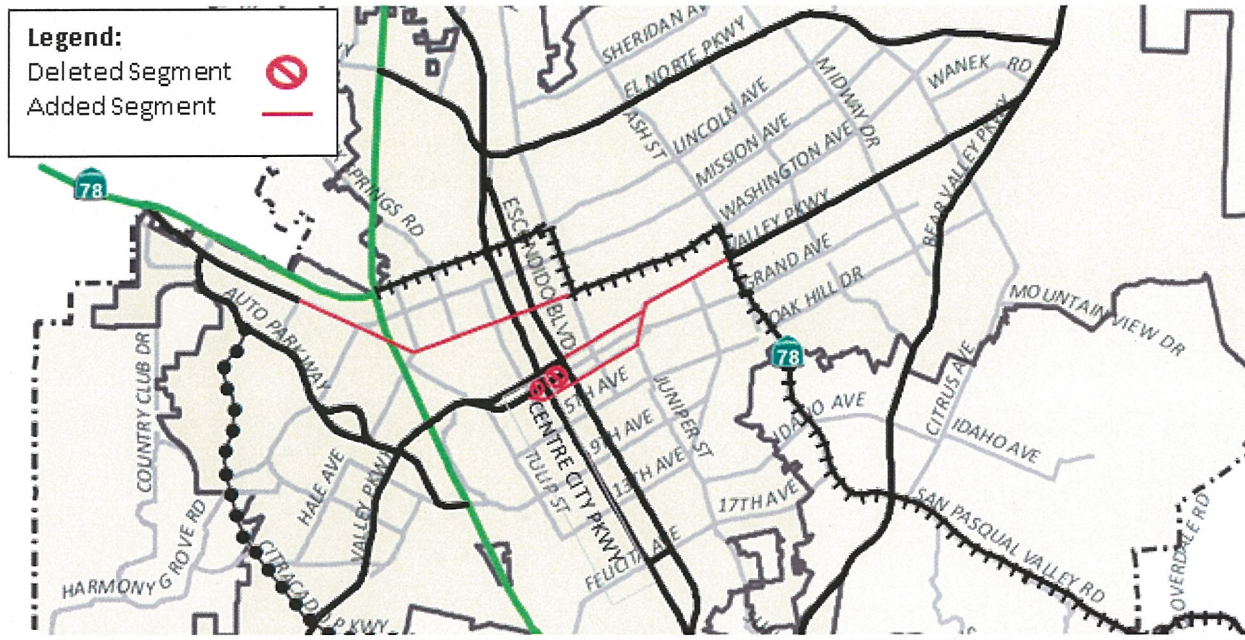 Legend:
Deleted Segment
Added Segment
78
SHERIDAN AV
EL NORTE PKWY
MIDWAY DR
WANEK RD
ASH ST
LINCOLN AVE
MISSION AVE
WASHINGTON AVE
VALLEY PKWY
BEAR VALLEY PKWY
SPRINGS RD
ESCONDIDO BLVD
GRAND AVE
OAK HILL DR
MOUNTAIN VIEW DR
78
AUTO PARK WAY
COUNTRY CLUB DR
5TH AVE
9TH AVE
13TH AVE
17TH AVE
JUNIPER ST
IDAHO AVE
CITRUS AVE
IDAHO AVE
CENTRE CITY PKWY
TULIP ST
HALE AVE
VALLEY PKWY
FELICITA AVE
SAN PASQUAL VALLEY RD
OVERDALE RD
HARMONY GROVE RD
CITRACADO PKWY